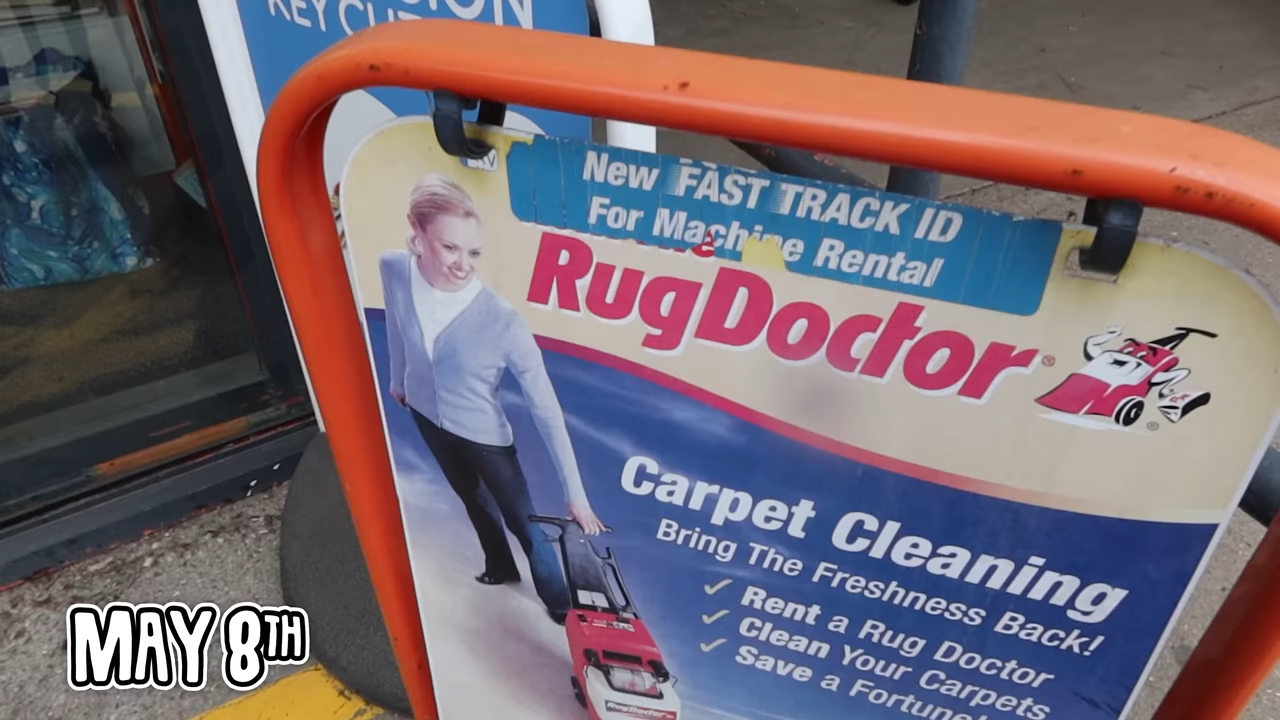 KEY CU
New FAST TRACK ID
For Machine Rental
RugDoctor®
Carpet Cleaning
Bring The Freshness Back!
✓ Rent a Rug Doctor
✓ Clean Your Carpets
✓ Save a Fortune!
RugDoctor
MAY 8TH